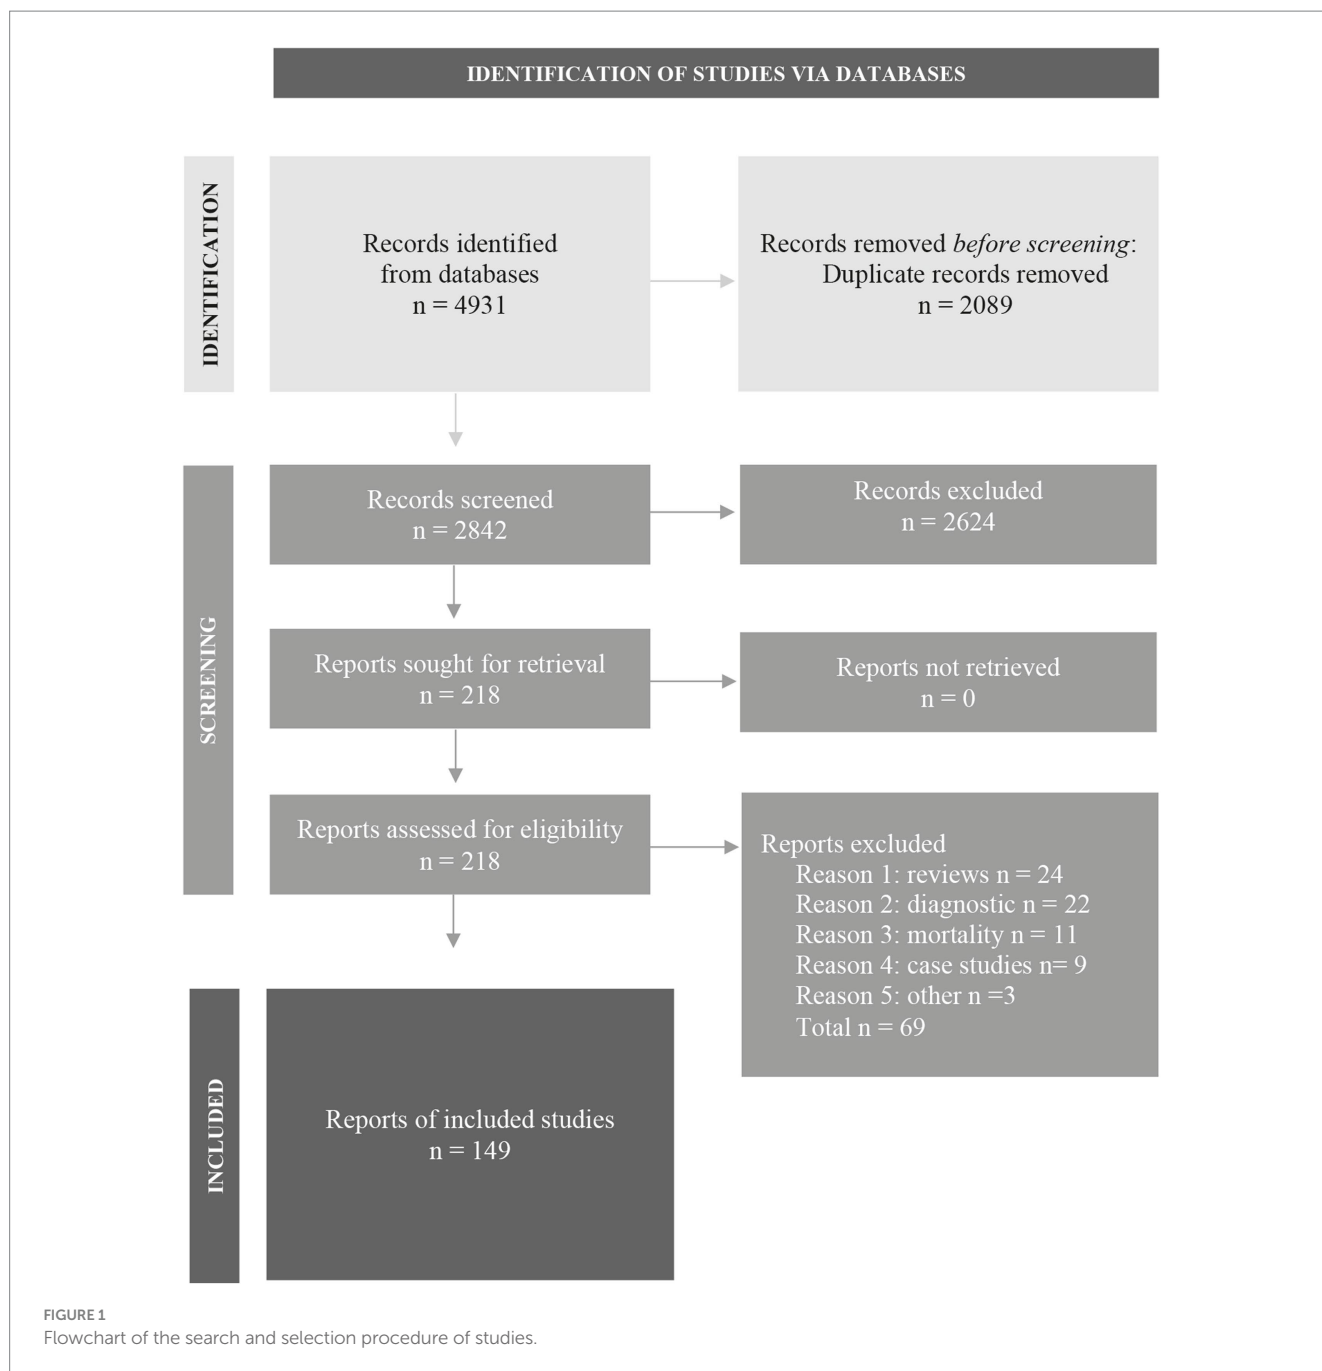 IDENTIFICATION OF STUDIES VIA DATABASES
IDENTIFICATION
Records identified
from databases
n = 4931
Records removed before screening:
Duplicate records removed
n = 2089
SCREENING
Records screened
n = 2842
Records excluded
n = 2624
Reports sought for retrieval
n = 218
Reports not retrieved
n = 0
Reports assessed for eligibility
n = 218
Reports excluded
Reason 1: reviews n = 24
Reason 2: diagnostic n = 22
Reason 3: mortality n = 11
Reason 4: case studies n= 9
Reason 5: other n =3
Total n = 69
INCLUDED
Reports of included studies
n = 149
FIGURE 1
Flowchart of the search and selection procedure of studies.